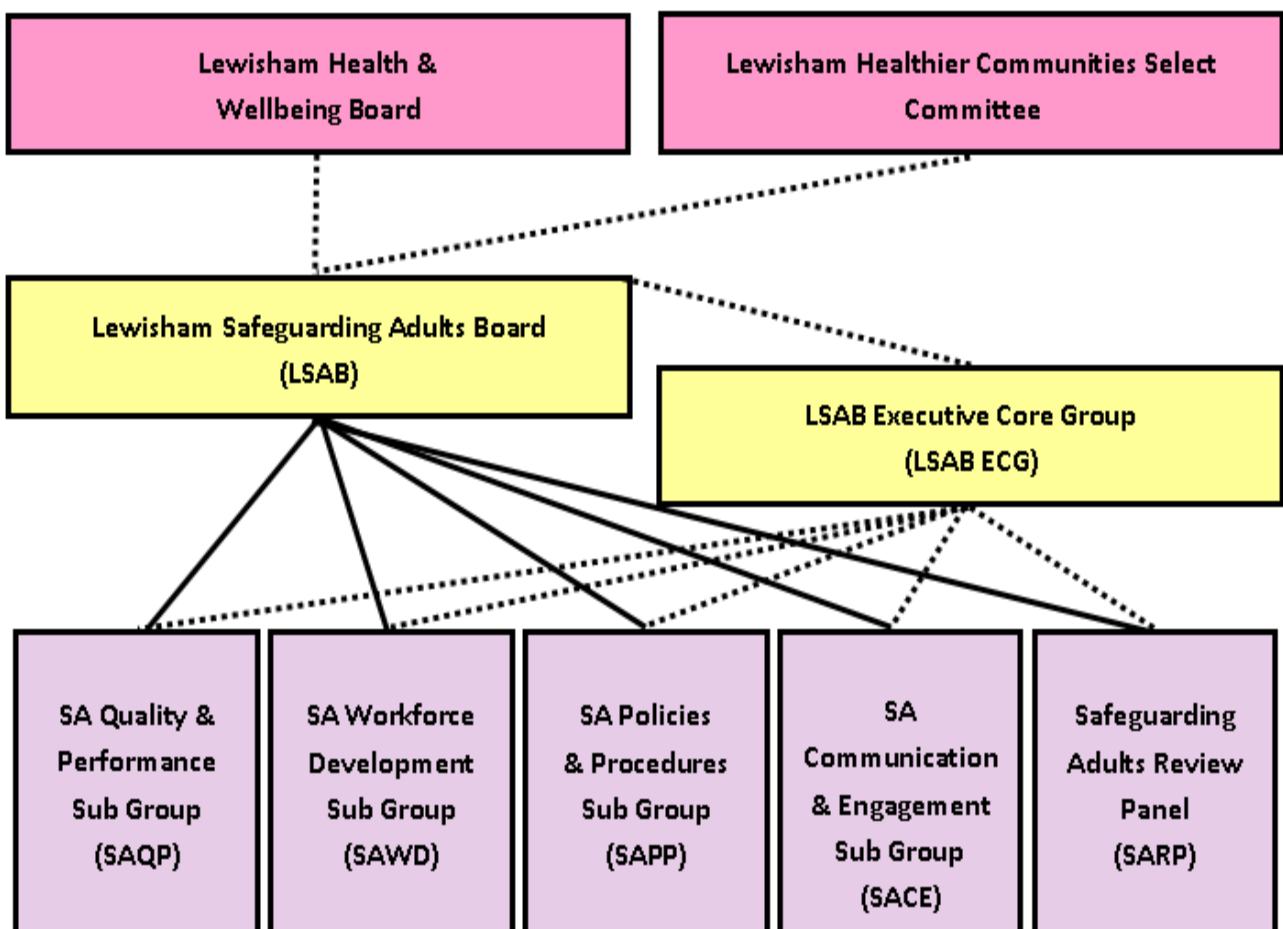 Lewisham Health &
Wellbeing Board
Lewisham Healthier Communities Select
Committee
Lewisham Safeguarding Adults Board
(LSAB)
LSAB Executive Core Group
(LSAB ECG)
SA Quality &
Performance
Sub Group
(SAQP)
SA Workforce
Development
Sub Group
(SAWD)
SA Policies
& Procedures
Sub Group
(SAPP)
SA
Communication
& Engagement
Sub Group
(SACE)
Safeguarding
Adults Review
Panel
(SARP)